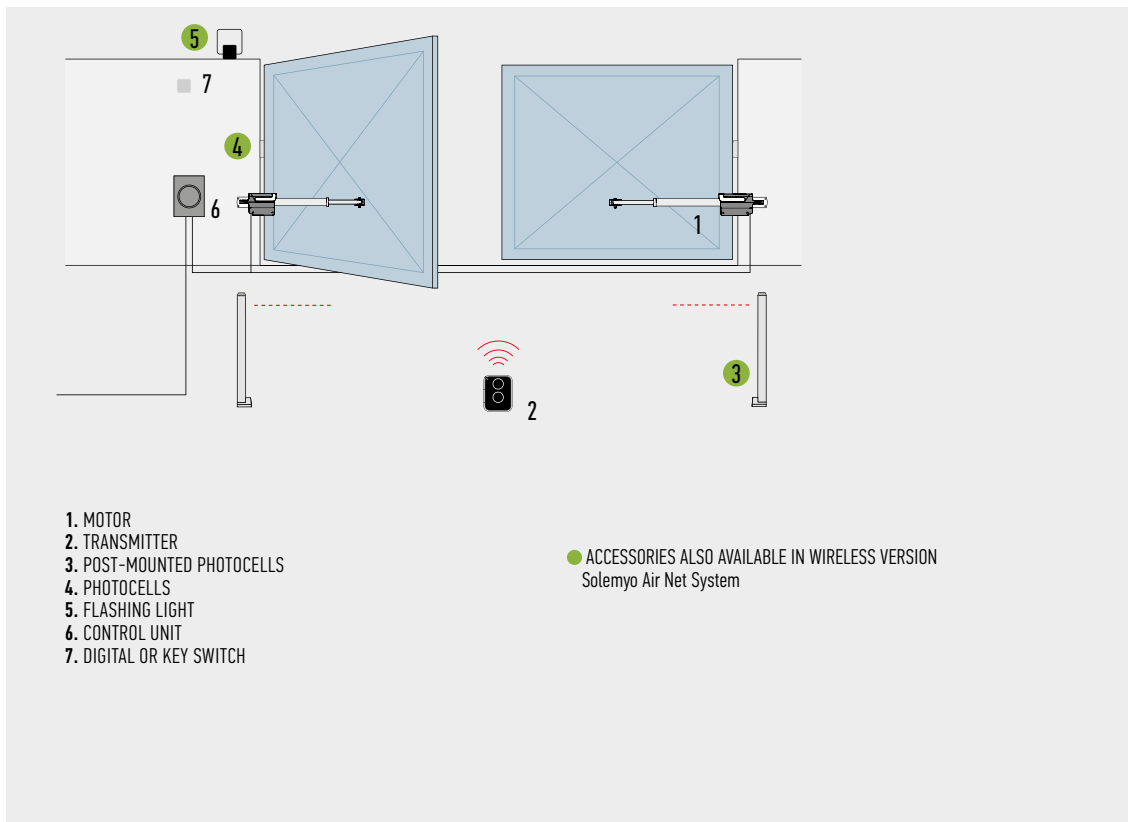 5
7
4
6
1
3
2
1. MOTOR
2. TRANSMITTER
3. POST-MOUNTED PHOTOCELLS
4. PHOTOCELLS
5. FLASHING LIGHT
6. CONTROL UNIT
7. DIGITAL OR KEY SWITCH
ACCESSORIES ALSO AVAILABLE IN WIRELESS VERSION
Solemyo Air Net System